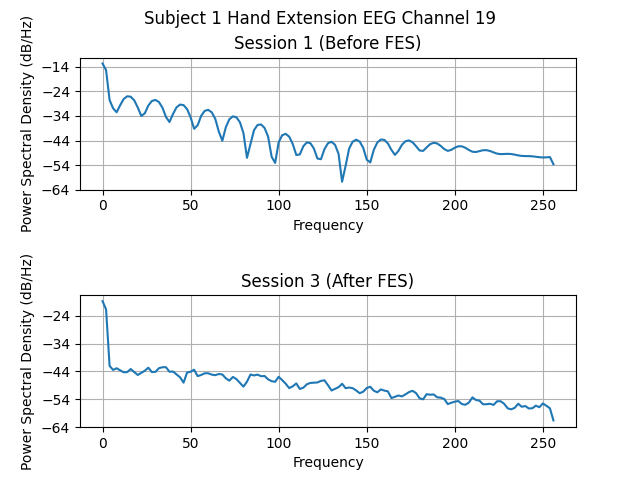 Subject 1 Hand Extension EEG Channel 19
Session 1 (Before FES)
Power Spectral Density (dB/Hz)
−14
−24
−34
−44
−54
−64
0 50 100 150 200 250
Frequency
Session 3 (After FES)
Power Spectral Density (dB/Hz)
−24
−34
−44
−54
−64
0 50 100 150 200 250
Frequency